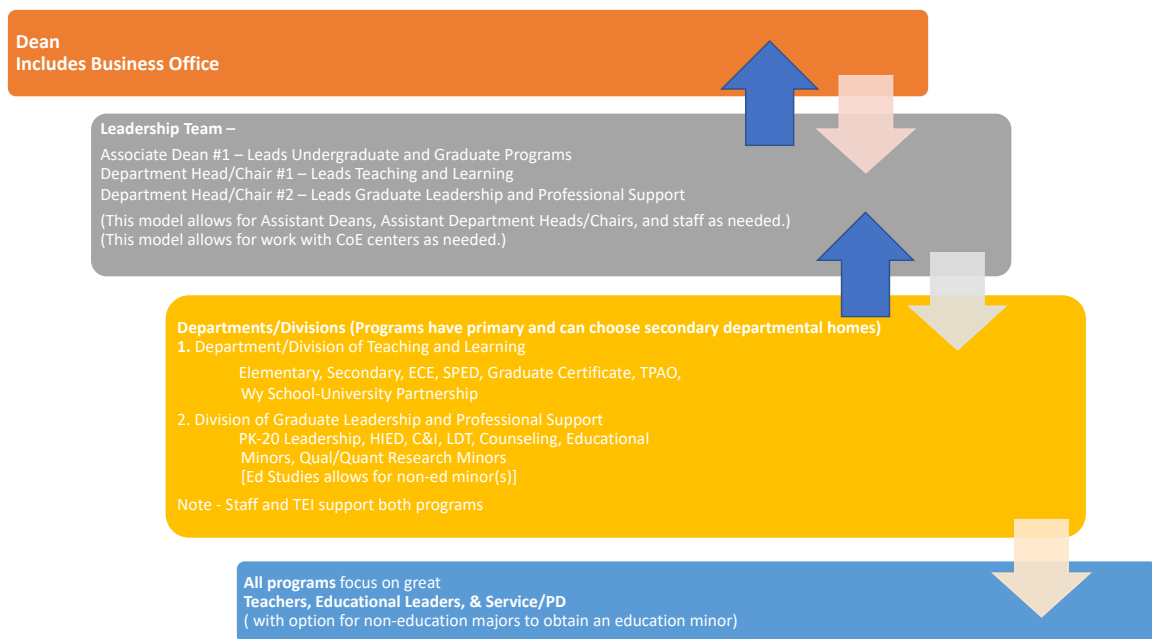 Dean
Includes Business Office
Leadership Team –
Associate Dean #1 – Leads Undergraduate and Graduate Programs
Department Head/Chair #1 – Leads Teaching and Learning
Department Head/Chair #2 – Leads Graduate Leadership and Professional Support
(This model allows for Assistant Deans, Assistant Department Heads/Chairs, and staff as needed.)
(This model allows for work with CoE centers as needed.)
Departments/Divisions (Programs have primary and can choose secondary departmental homes)
1. Department/Division of Teaching and Learning
Elementary, Secondary, ECE, SPED, Graduate Certificate, TPAO,
Wy School-University Partnership
2. Division of Graduate Leadership and Professional Support
PK-20 Leadership, HIED, C&I, LDT, Counseling, Educational
Minors, Qual/Quant Research Minors
[Ed Studies allows for non-ed minor(s)]
Note - Staff and TEI support both programs
All programs focus on great
Teachers, Educational Leaders, & Service/PD
( with option for non-education majors to obtain an education minor)